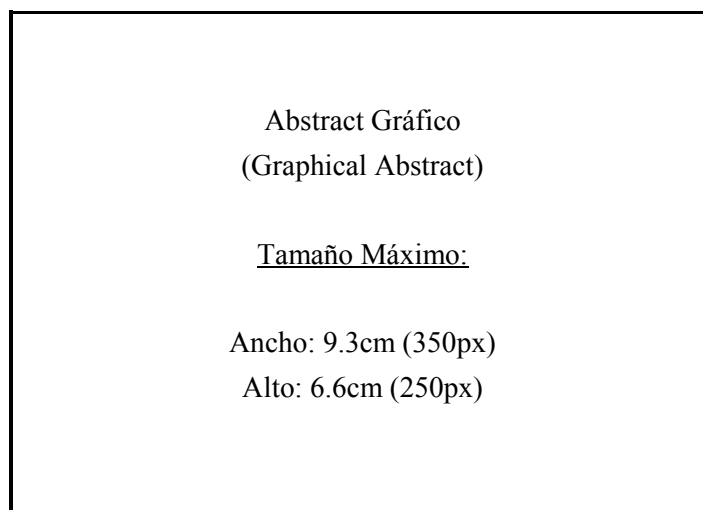 Abstract Gráfico
(Graphical Abstract)
Tamaño Máximo:
Ancho: 9.3cm (350px)
Alto: 6.6cm (250px)